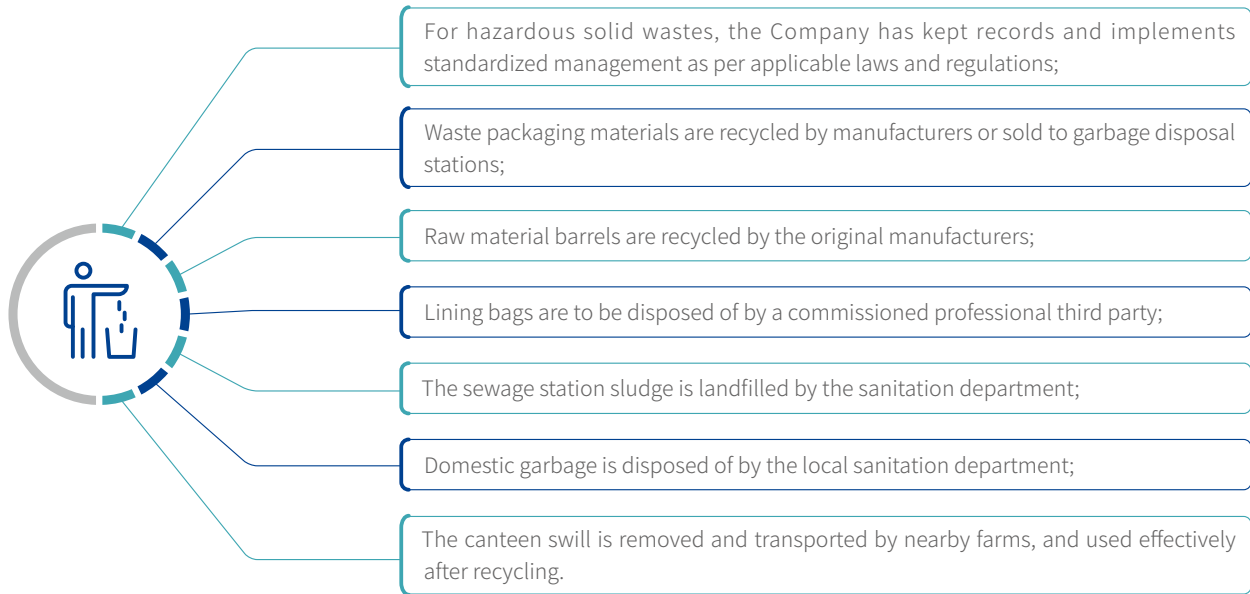 For hazardous solid wastes, the Company has kept records and implements
standardized management as per applicable laws and regulations;
Waste packaging materials are recycled by manufacturers or sold to garbage disposal
stations;
Raw material barrels are recycled by the original manufacturers;
Lining bags are to be disposed of by a commissioned professional third party;
The sewage station sludge is landfilled by the sanitation department;
Domestic garbage is disposed of by the local sanitation department;
The canteen swill is removed and transported by nearby farms, and used effectively
after recycling.